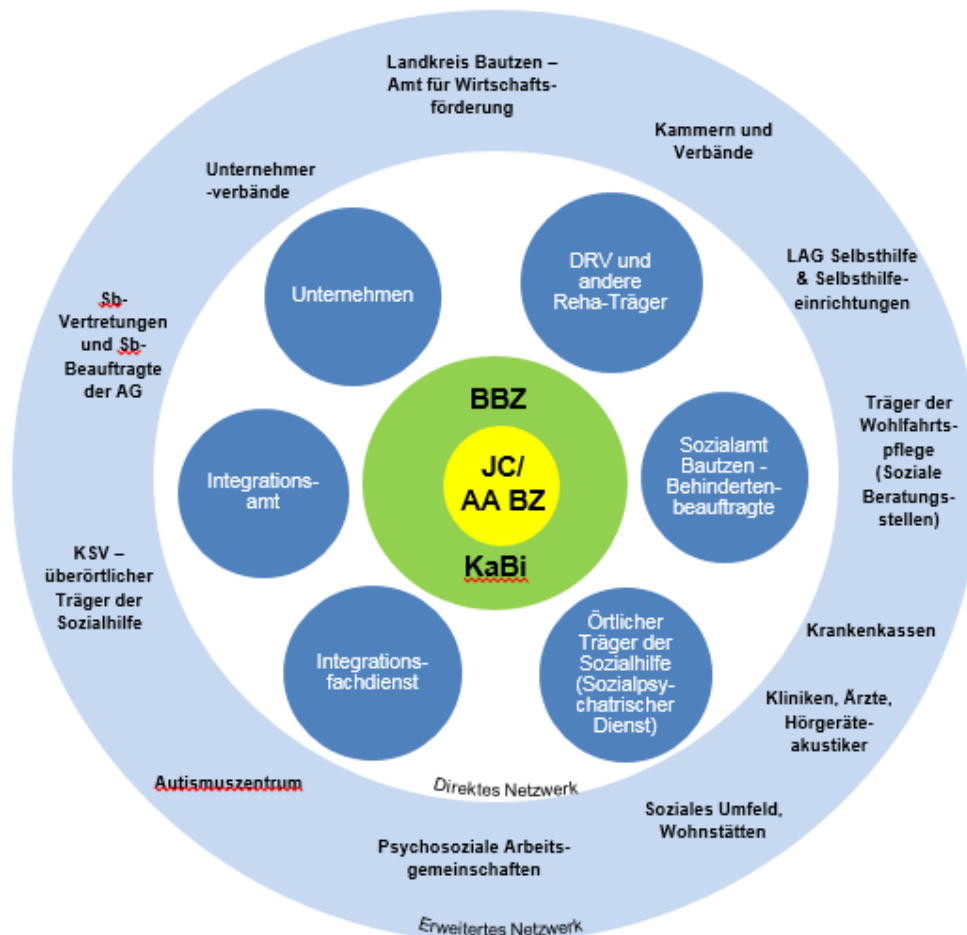 Landkreis Bautzen –
Amt für Wirtschafts-
förderung
Kammern und
Verbände
Unternehmer
-verbände
LAG Selbsthilfe
& Selbsthilfe-
einrichtungen
DRV und
andere
Reha-Träger
Unternehmen
Sb-
Vertretungen
und Sb-
Beauftragte
der AG
BBZ
JC/
AA BZ
KaBi
Träger der
Wohlfahrts-
pflege
(Soziale
Beratungs-
stellen)
Sozialamt
Bautzen -
Behinderten-
beauftragte
Integrations-
amt
KSV –
überörtlicher
Träger der
Sozialhilfe
Integrations-
fachdienst
Örtlicher
Träger der
Sozialhilfe
(Sozialpsy-
chatrischer
Dienst)
Krankenkassen
Kliniken, Ärzte,
Hörgeräte-
akustiker
Autismuszentrum
Direktes Netzwerk
Soziales Umfeld,
Wohnstätten
Psychosoziale Arbeits-
gemeinschaften
Erweitertes Netzwerk